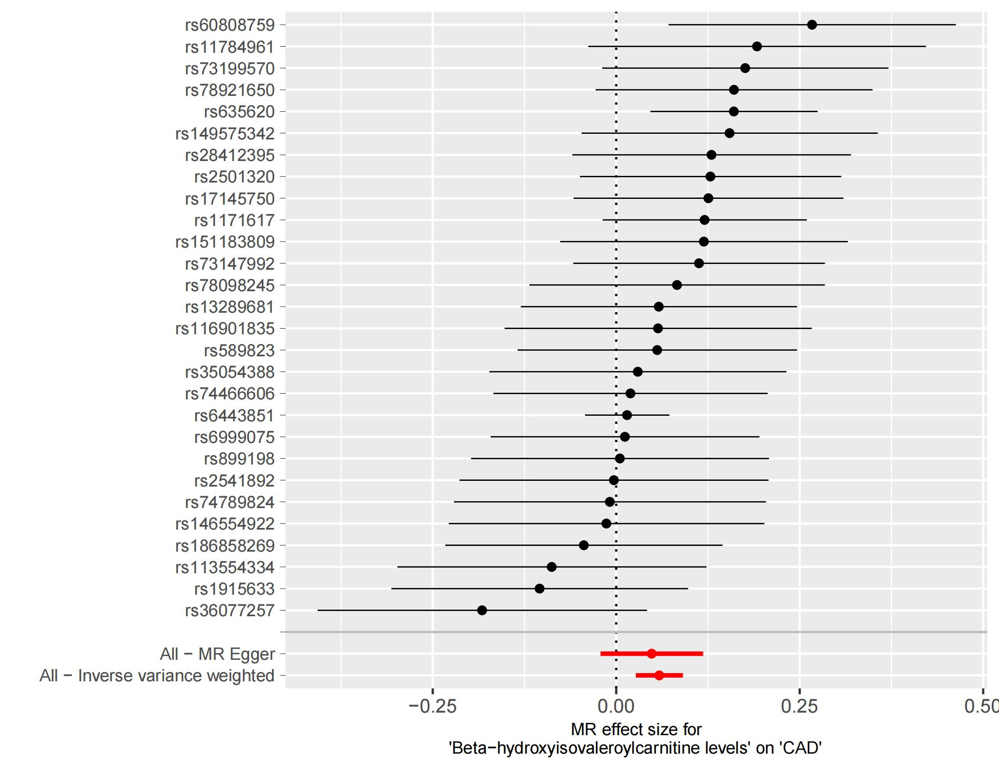 rs60808759
rs11784961
rs73199570
rs78921650
rs635620
rs149575342
rs28412395
rs2501320
rs17145750
rs1171617
rs151183809
rs73147992
rs78098245
rs13289681
rs116901835
rs589823
rs35054388
rs74466606
rs6443851
rs6999075
rs899198
rs2541892
rs74789824
rs146554922
rs186858269
rs113554334
rs1915633
rs36077257
All − MR Egger
All − Inverse variance weighted
−0.25 0.00 0.25 0.50
MR effect size for
'Beta−hydroxyisovaleroylcarnitine levels' on 'CAD'